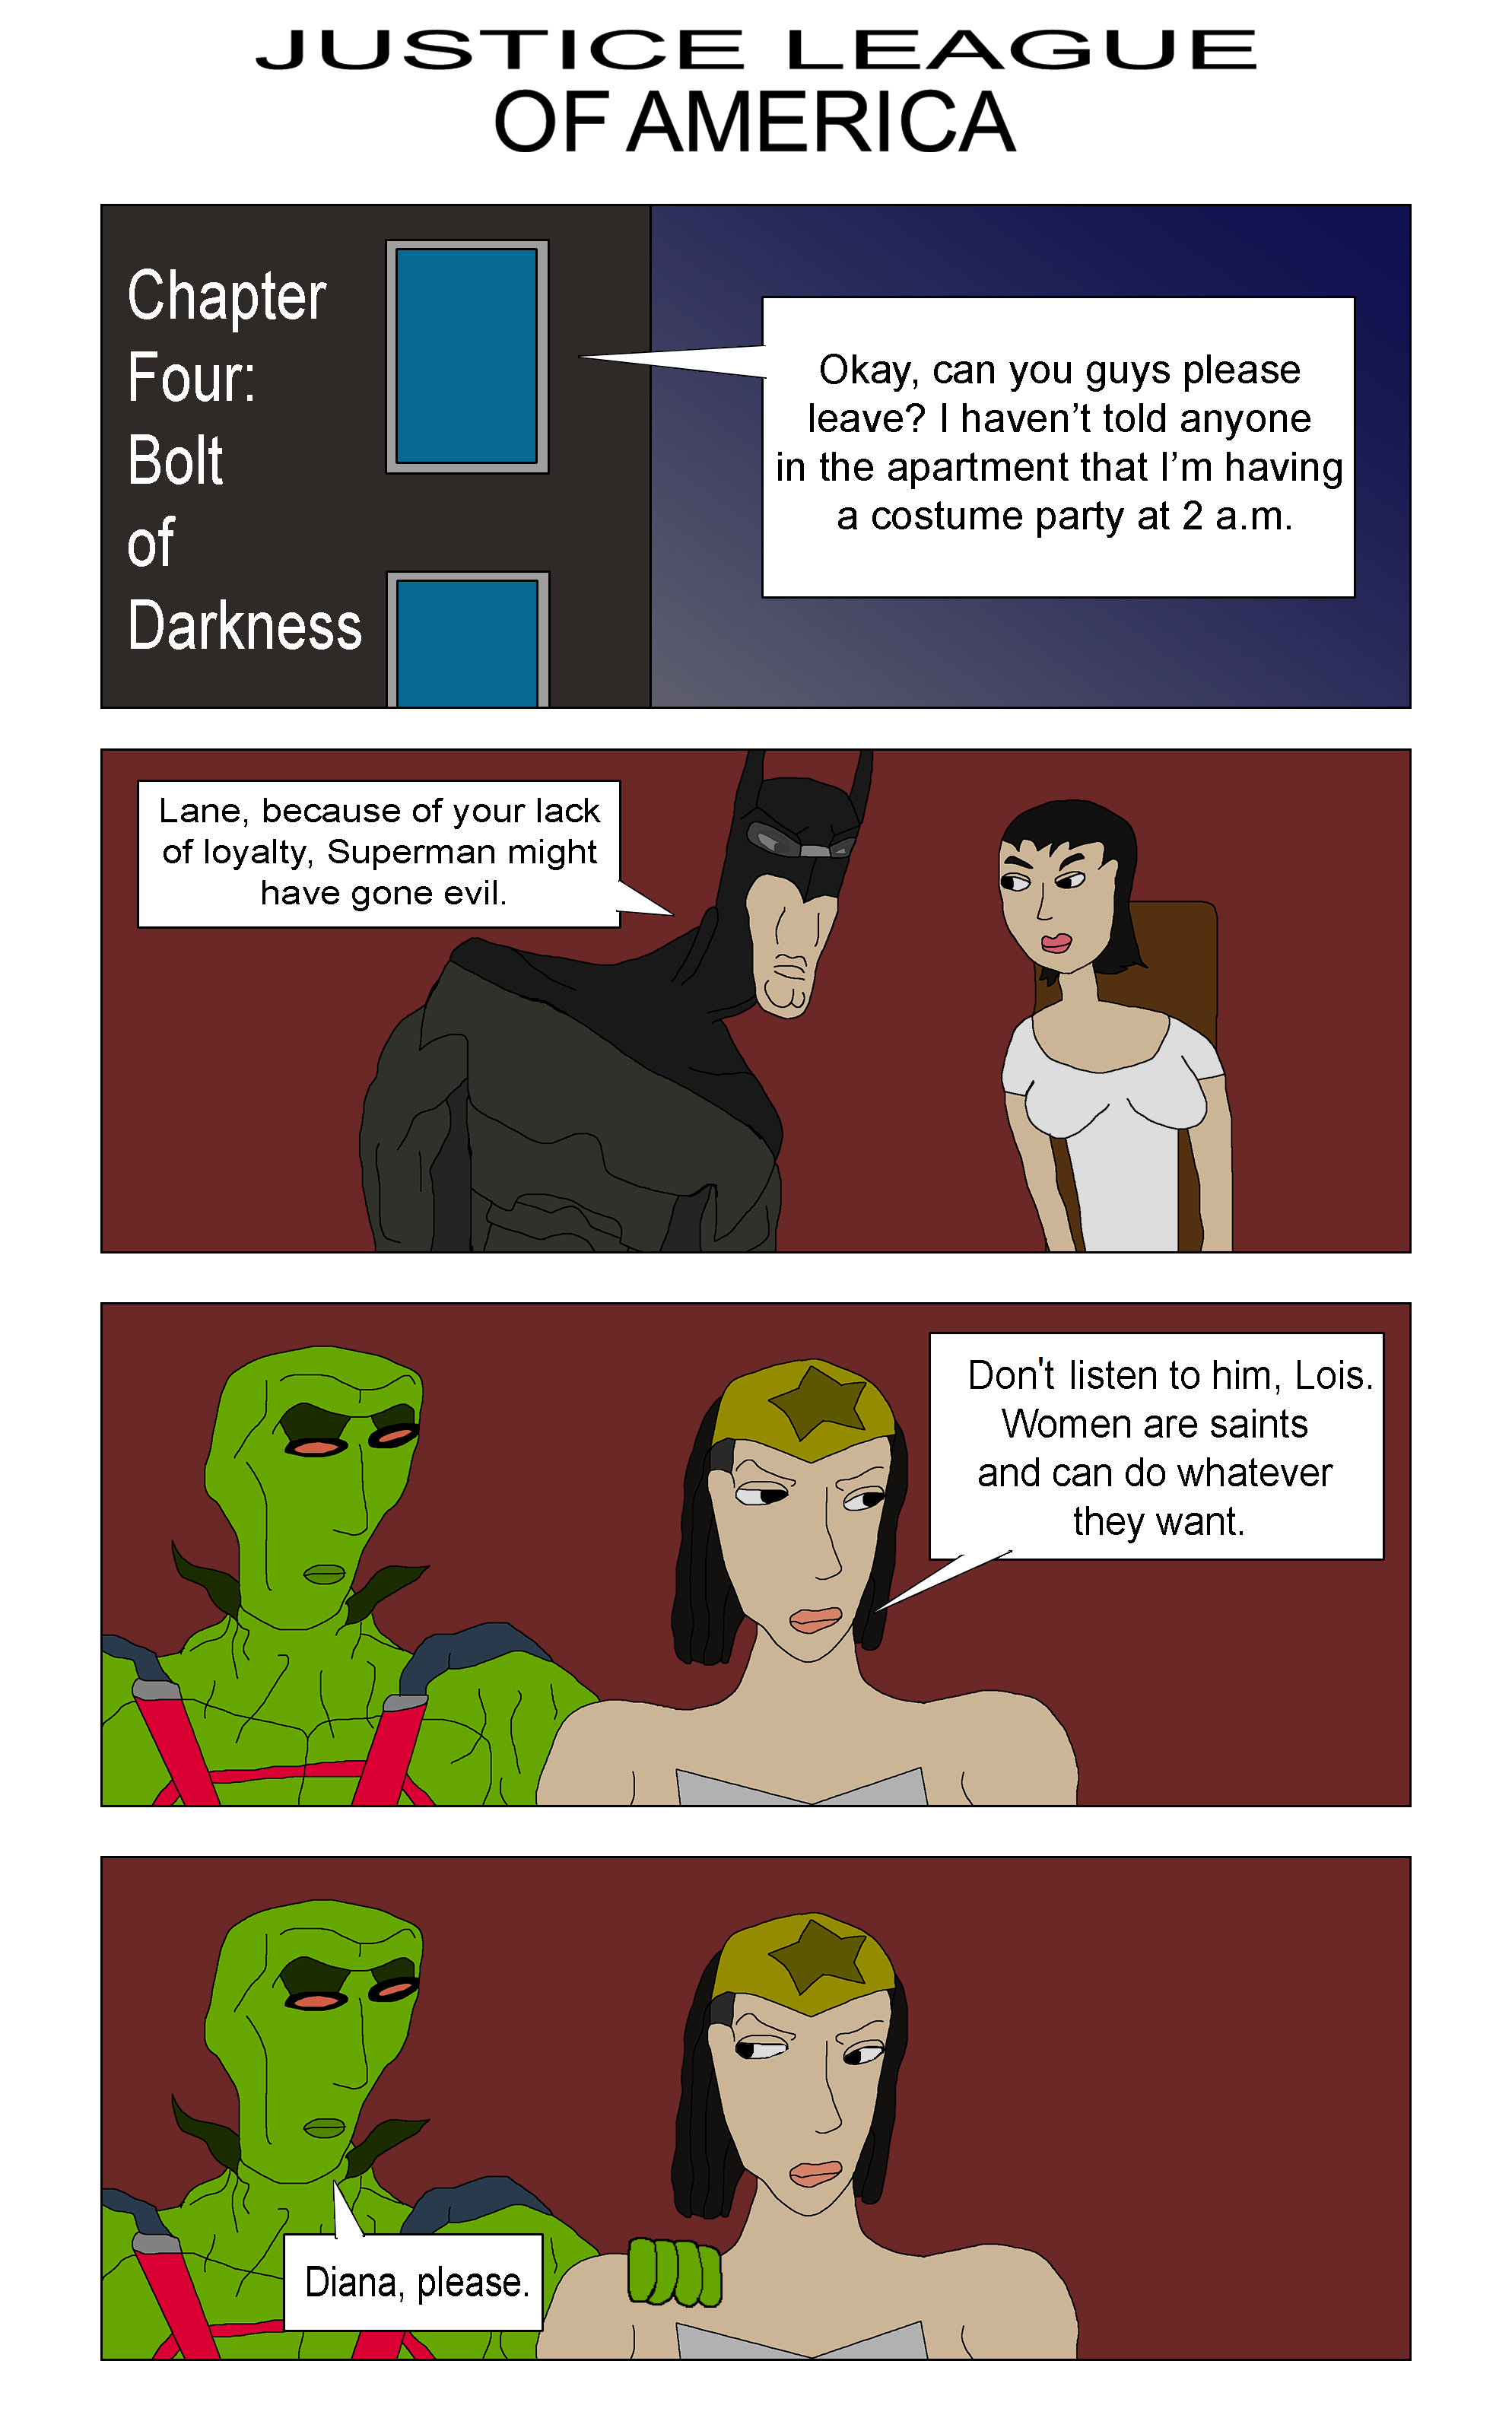 JUSTICE LEAGUE
OF AMERICA
Chapter
Four:
Bolt
of
Darkness
Okay, can you guys please
leave? I haven’t told anyone
in the apartment that I’m having
a costume party at 2 a.m.
Lane, because of your lack
of loyalty, Superman might
have gone evil.
Don't listen to him, Lois.
Women are saints
and can do whatever
they want.
Diana, please.